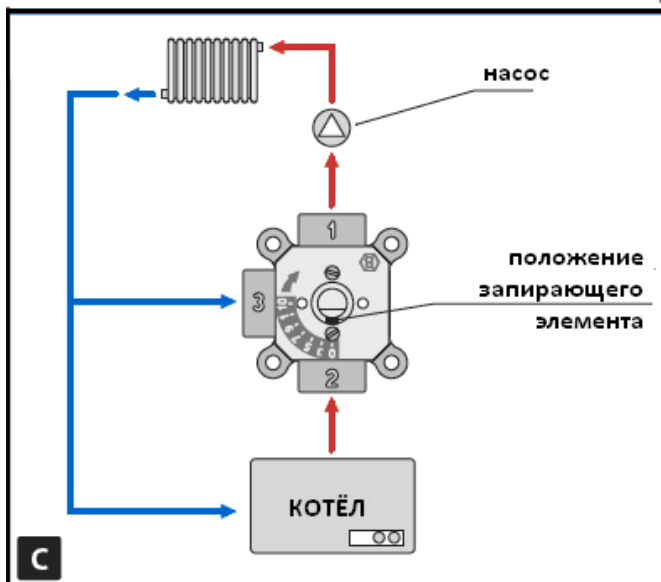 насос
1
положение
запирающего
элемента
3
2
КОТЁЛ
C